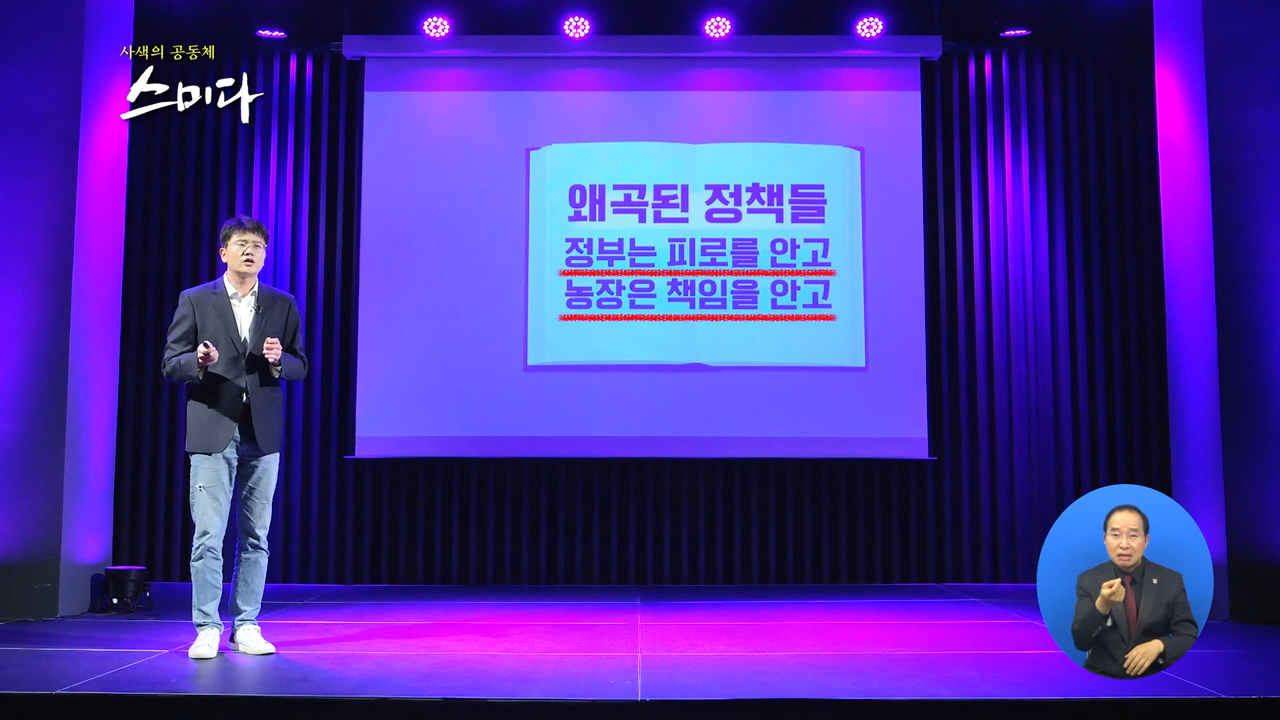 사색의 공동체
스미다
왜곡된 정책들
정부는 피로를 안고
농장은 책임을 안고